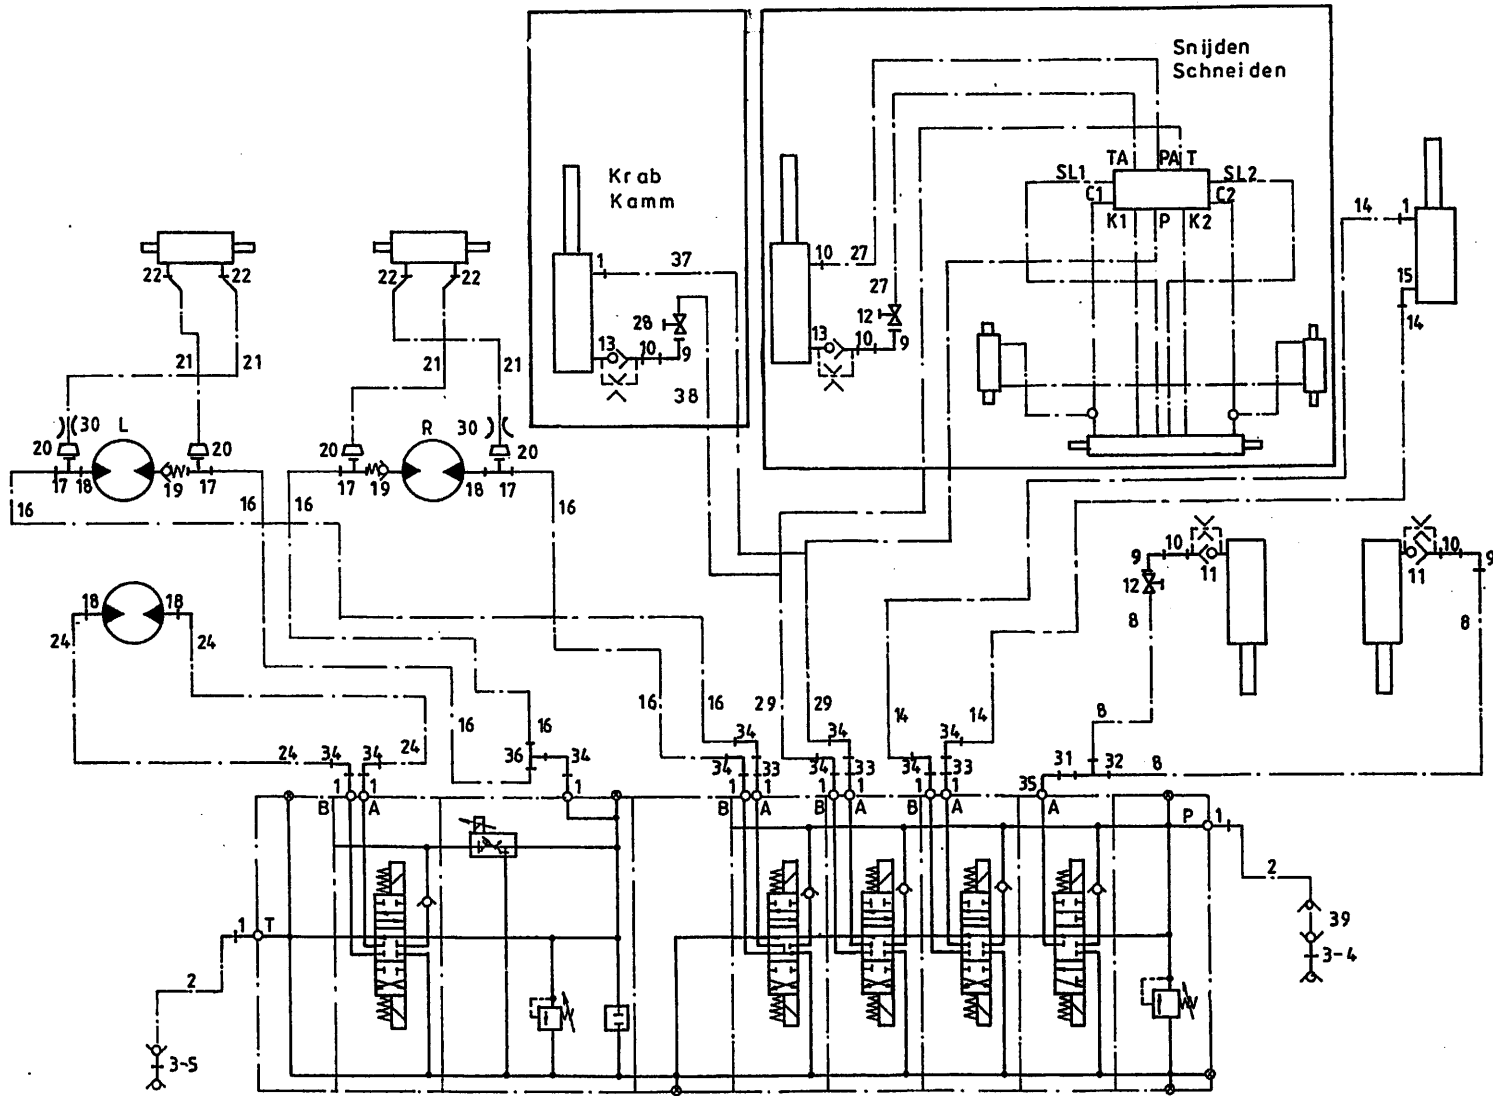 Snijden
Schneiden
Krab
Kamm
TA PA T
SL1 SL2
C1 C2
K1 P K2
14 1
15
14
1 37
10 27
27
28
13 10 9
38
12
13 10 9
22 22
22 22
21 21
21 21
30 L
R 30
20 20
20 20
17 18 19 17
17 19 18 17
16 16 16 16
9 10 11
12
8
11 10 9
8
18 18
24 24
16 16 29 29 14 14
16 16
36 34
24 34 34 24
34 34 34
34 33 34 33 34 33
31 32 8
8
1 1 1
1 1 1 1 1 1 35
B A
B A B A B A A
P 1
2
39
3-4
1 T
2
3-5